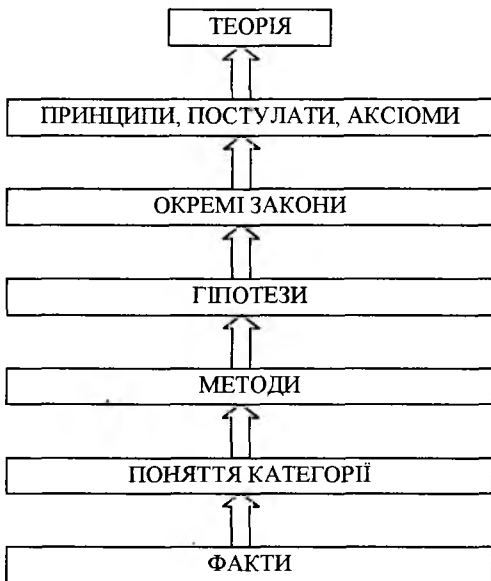 ТЕОРІЯ
ПРИНЦИПИ, ПОСТУЛАТИ, АКСІОМИ
ОКРЕМІ ЗАКОНИ
ГІПОТЕЗИ
МЕТОДИ
ПОНЯТТЯ КАТЕГОРІЇ
ФАКТИ